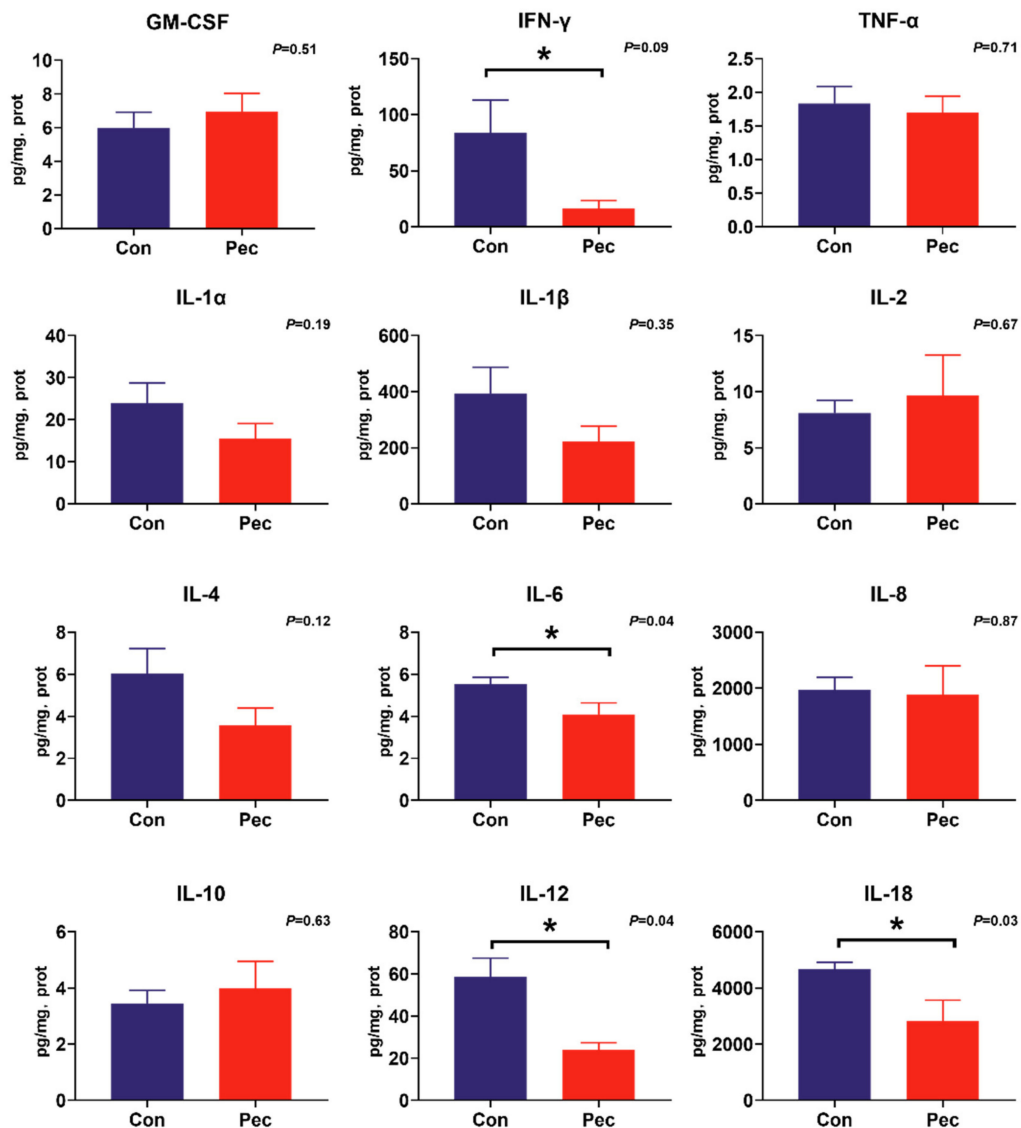 GM-CSF
P=0.51
pg/mg, prot
10
8
6
4
2
0
Con Pec
IFN-γ
P=0.09
*
pg/mg, prot
150
100
50
0
Con Pec
TNF-α
P=0.71
pg/mg, prot
2.5
2.0
1.5
1.0
0.5
0.0
Con Pec
IL-1α
P=0.19
pg/mg, prot
40
30
20
10
0
Con Pec
IL-1β
P=0.35
pg/mg, prot
600
400
200
0
Con Pec
IL-2
P=0.67
pg/mg, prot
15
10
5
0
Con Pec
IL-4
P=0.12
pg/mg, prot
8
6
4
2
0
Con Pec
IL-6
P=0.04
*
pg/mg, prot
8
6
4
2
0
Con Pec
IL-8
P=0.87
pg/mg, prot
3000
2000
1000
0
Con Pec
IL-10
P=0.63
pg/mg, prot
6
4
2
0
Con Pec
IL-12
P=0.04
*
pg/mg, prot
80
60
40
20
0
Con Pec
IL-18
P=0.03
*
pg/mg, prot
6000
4000
2000
0
Con Pec